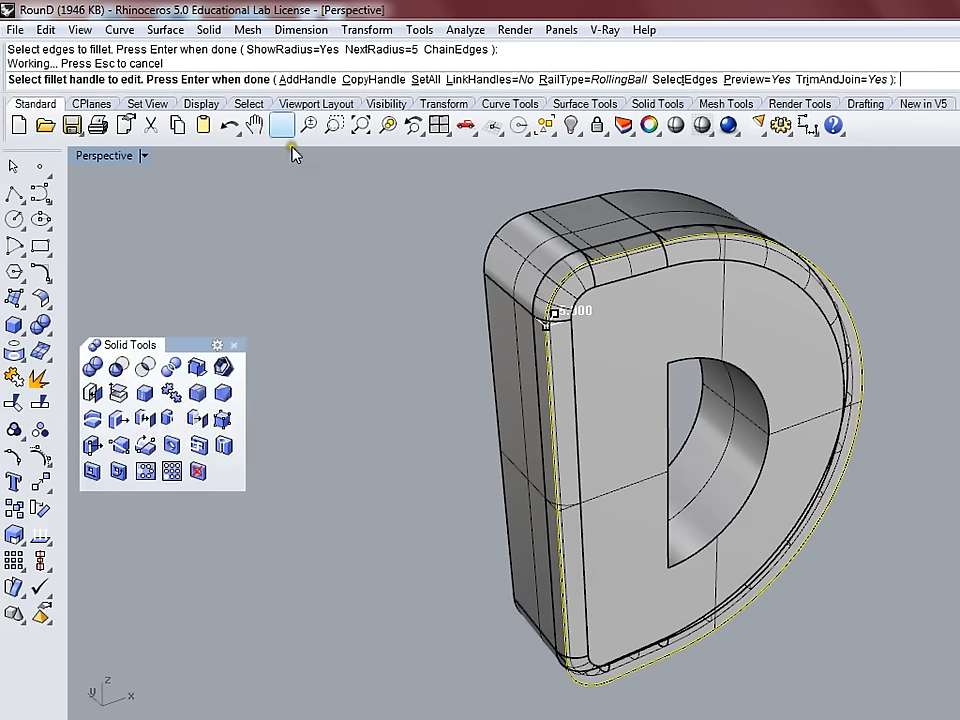 RounD (1946 KB) - Rhinoceros 5.0 Educational Lab License - [Perspective]
File Edit View Curve Surface Solid Mesh Dimension Transform Tools Analyze Render Panels V-Ray Help
Select edges to fillet. Press Enter when done ( ShowRadius=Yes NextRadius=5 ChainEdges ):
Working... Press Esc to cancel
Select fillet handle to edit. Press Enter when done ( AddHandle CopyHandle SetAll LinkHandles=No RailType=RollingBall SelectEdges Preview=Yes TrimAndJoin=Yes ):
Standard CPlanes Set View Display Select Viewport Layout Visibility Transform Curve Tools Surface Tools Solid Tools Mesh Tools Render Tools Drafting New in V5
Perspective
5.000
Solid Tools
z
y
x